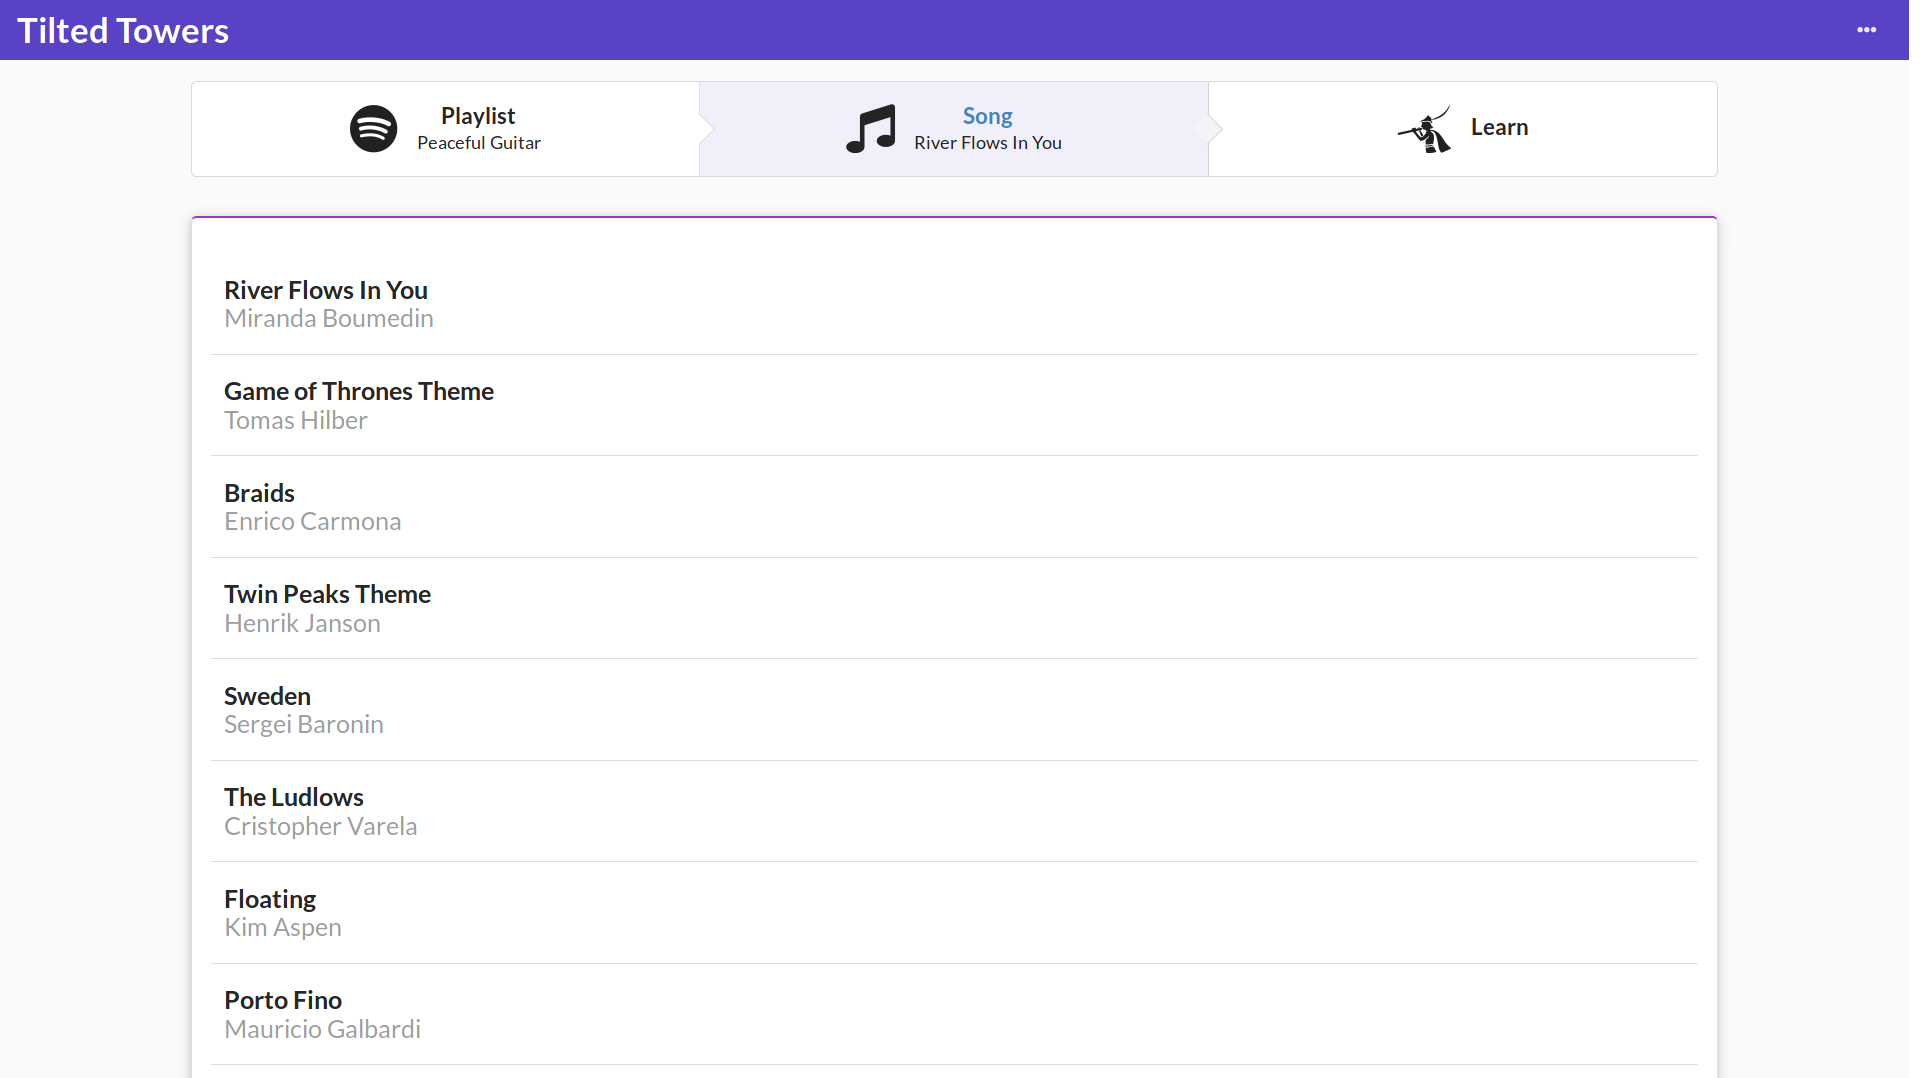 Tilted Towers
Playlist
Peaceful Guitar
Song
River Flows In You
Learn
River Flows In You
Miranda Boumedin
Game of Thrones Theme
Tomas Hilber
Braids
Enrico Carmona
Twin Peaks Theme
Henrik Janson
Sweden
Sergei Baronin
The Ludlows
Cristopher Varela
Floating
Kim Aspen
Porto Fino
Mauricio Galbardi